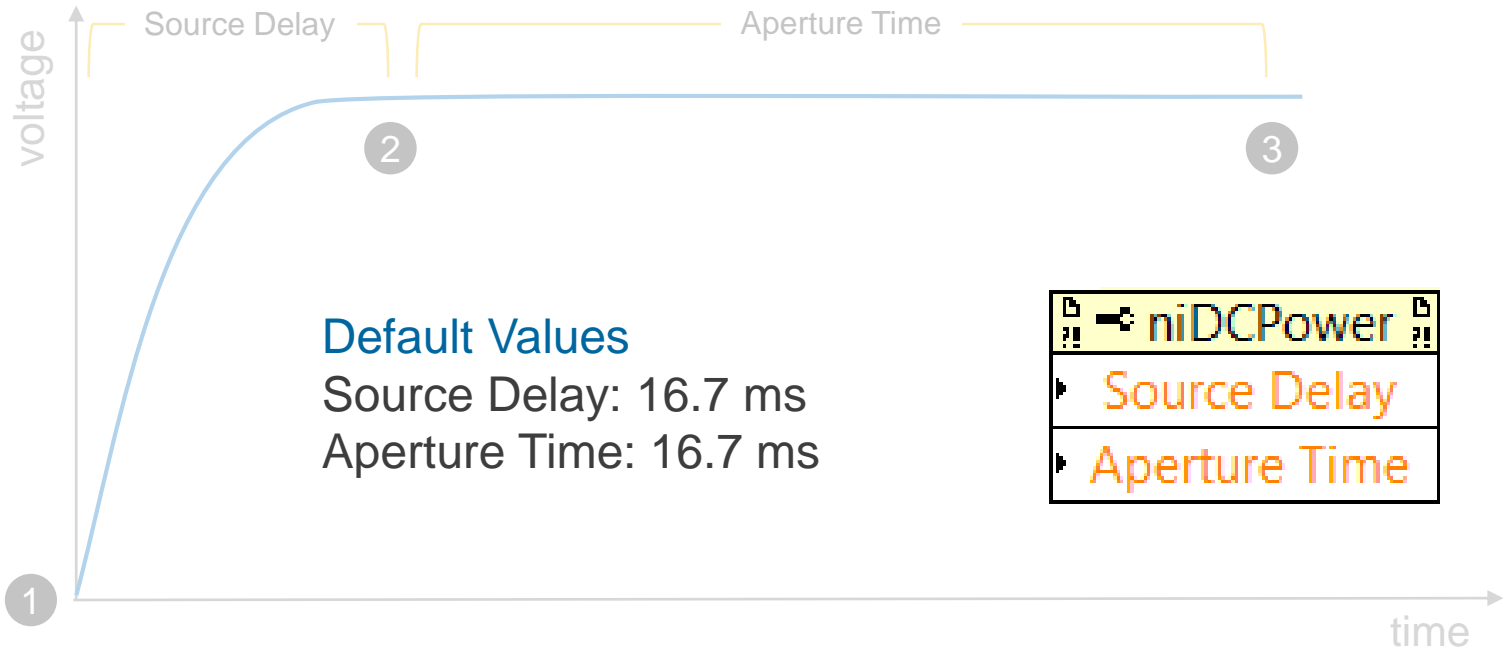 Source Delay
Aperture Time
voltage
2
3
Default Values
Source Delay: 16.7 ms
Aperture Time: 16.7 ms
niDCPower
Source Delay
Aperture Time
1
time